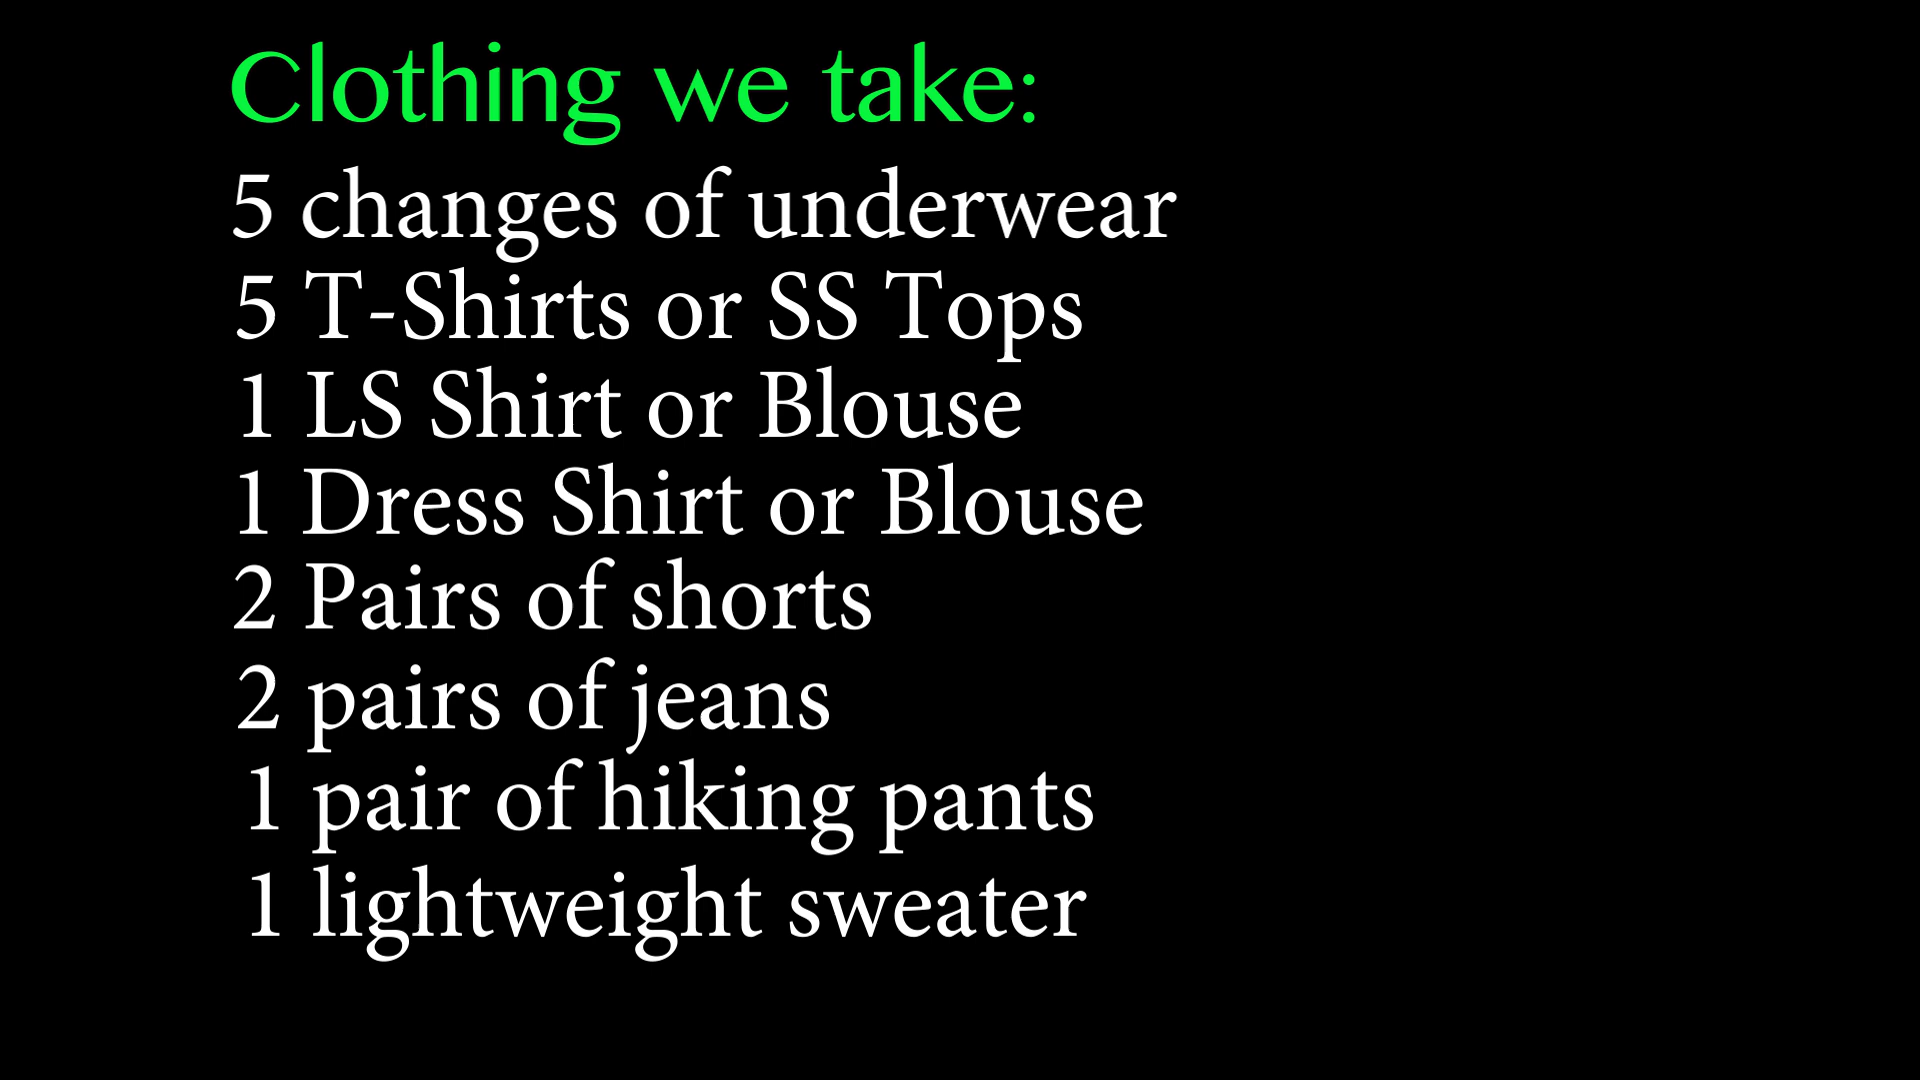 Clothing we take:
5 changes of underwear
5 T-Shirts or SS Tops
1 LS Shirt or Blouse
1 Dress Shirt or Blouse
2 Pairs of shorts
2 pairs of jeans
1 pair of hiking pants
1 lightweight sweater